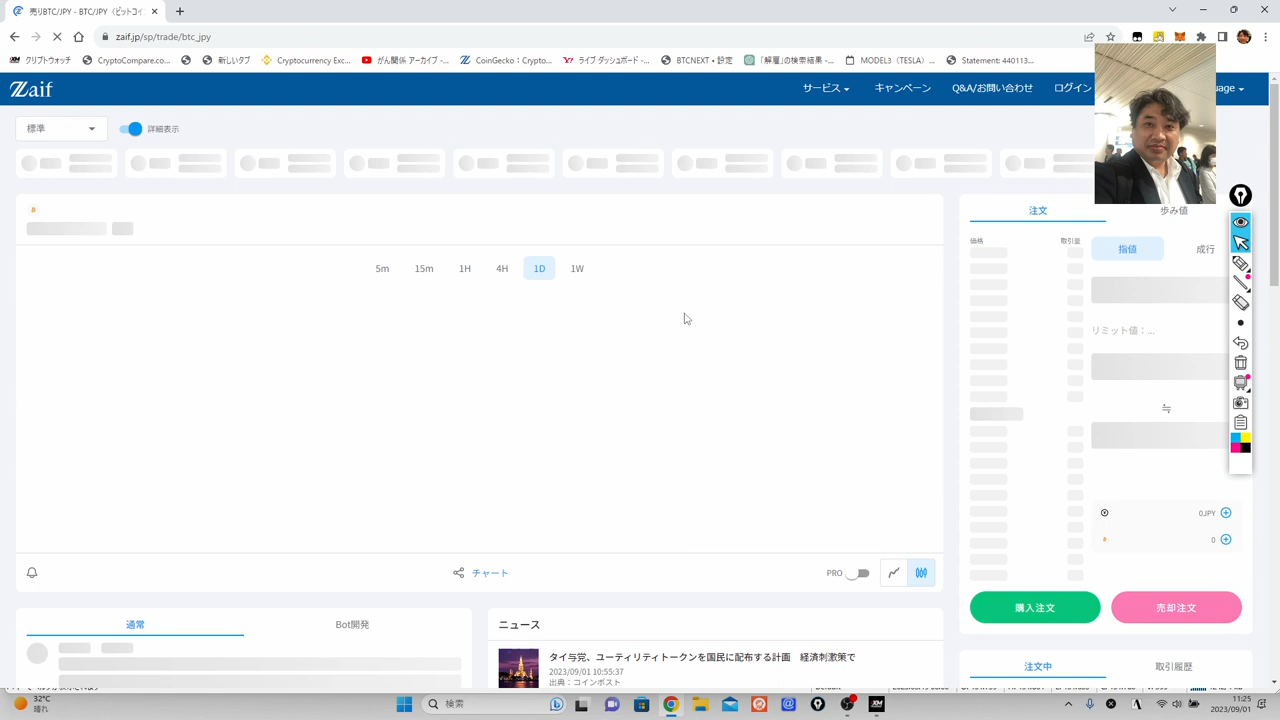 売りBTC/JPY - BTC/JPY（ビットコイ
zaif.jp/sp/trade/btc_jpy
クリプトウォッチ
CryptoCompare.co...
新しいタブ
Cryptocurrency Exc...
がん関係 アーカイブ -...
CoinGecko：Crypto...
ライブ ダッシュボード -...
BTCNEXT • 設定
「解雇」の検索結果 -...
MODEL3（TESLA）...
Statement: 440113...
Zaif
サービス
キャンペーン
Q&A/お問い合わせ
ログイン
uage
標準
詳細表示
注文
歩み値
価格
取引量
指値
成行
5m
15m
1H
4H
1D
1W
リミット値：...
0JPY
0
チャート
PRO
購入注文
売却注文
通常
Bot開発
ニュース
タイ与党、ユーティリティトークンを国民に配布する計画　経済刺激策で
2023/09/01 10:55:37
出典：コインポスト
注文中
取引履歴
32°C
晴れ
検索
11:25
2023/09/01